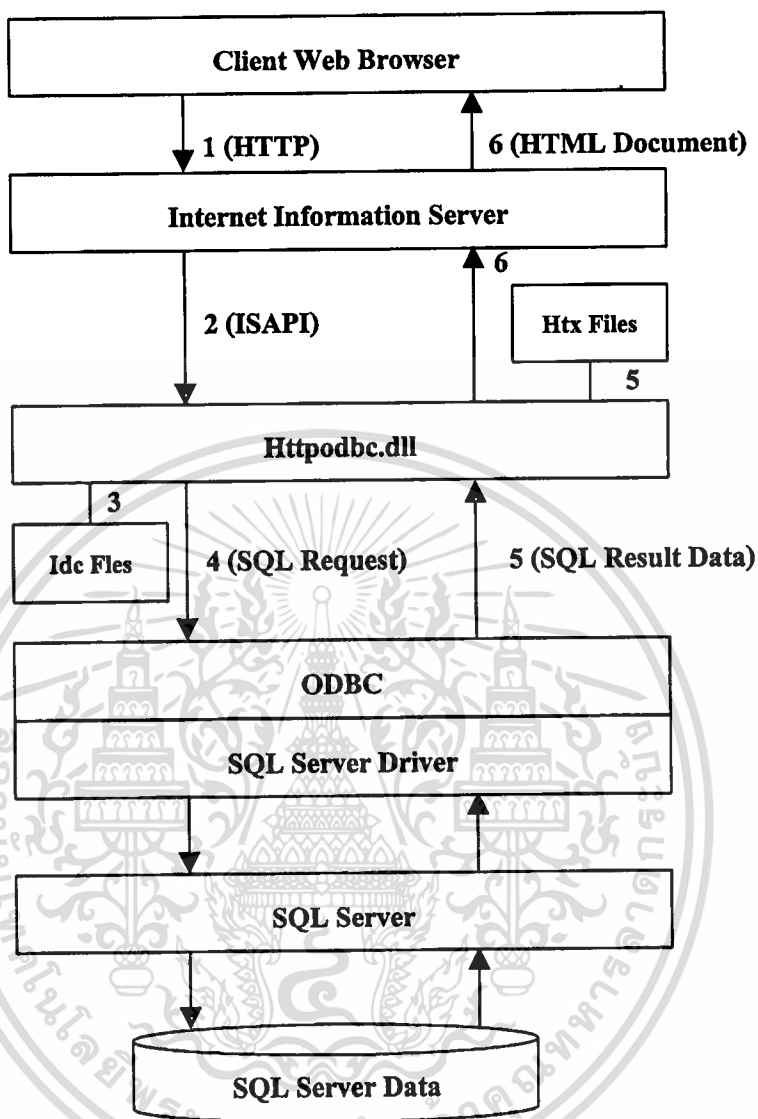 Client Web Browser
1 (HTTP)
6 (HTML Document)
Internet Information Server
6
2 (ISAPI)
Htx Files
5
Httpodbc.dll
3
Idc Fles
4 (SQL Request)
5 (SQL Result Data)
ODBC
SQL Server Driver
SQL Server
SQL Server Data